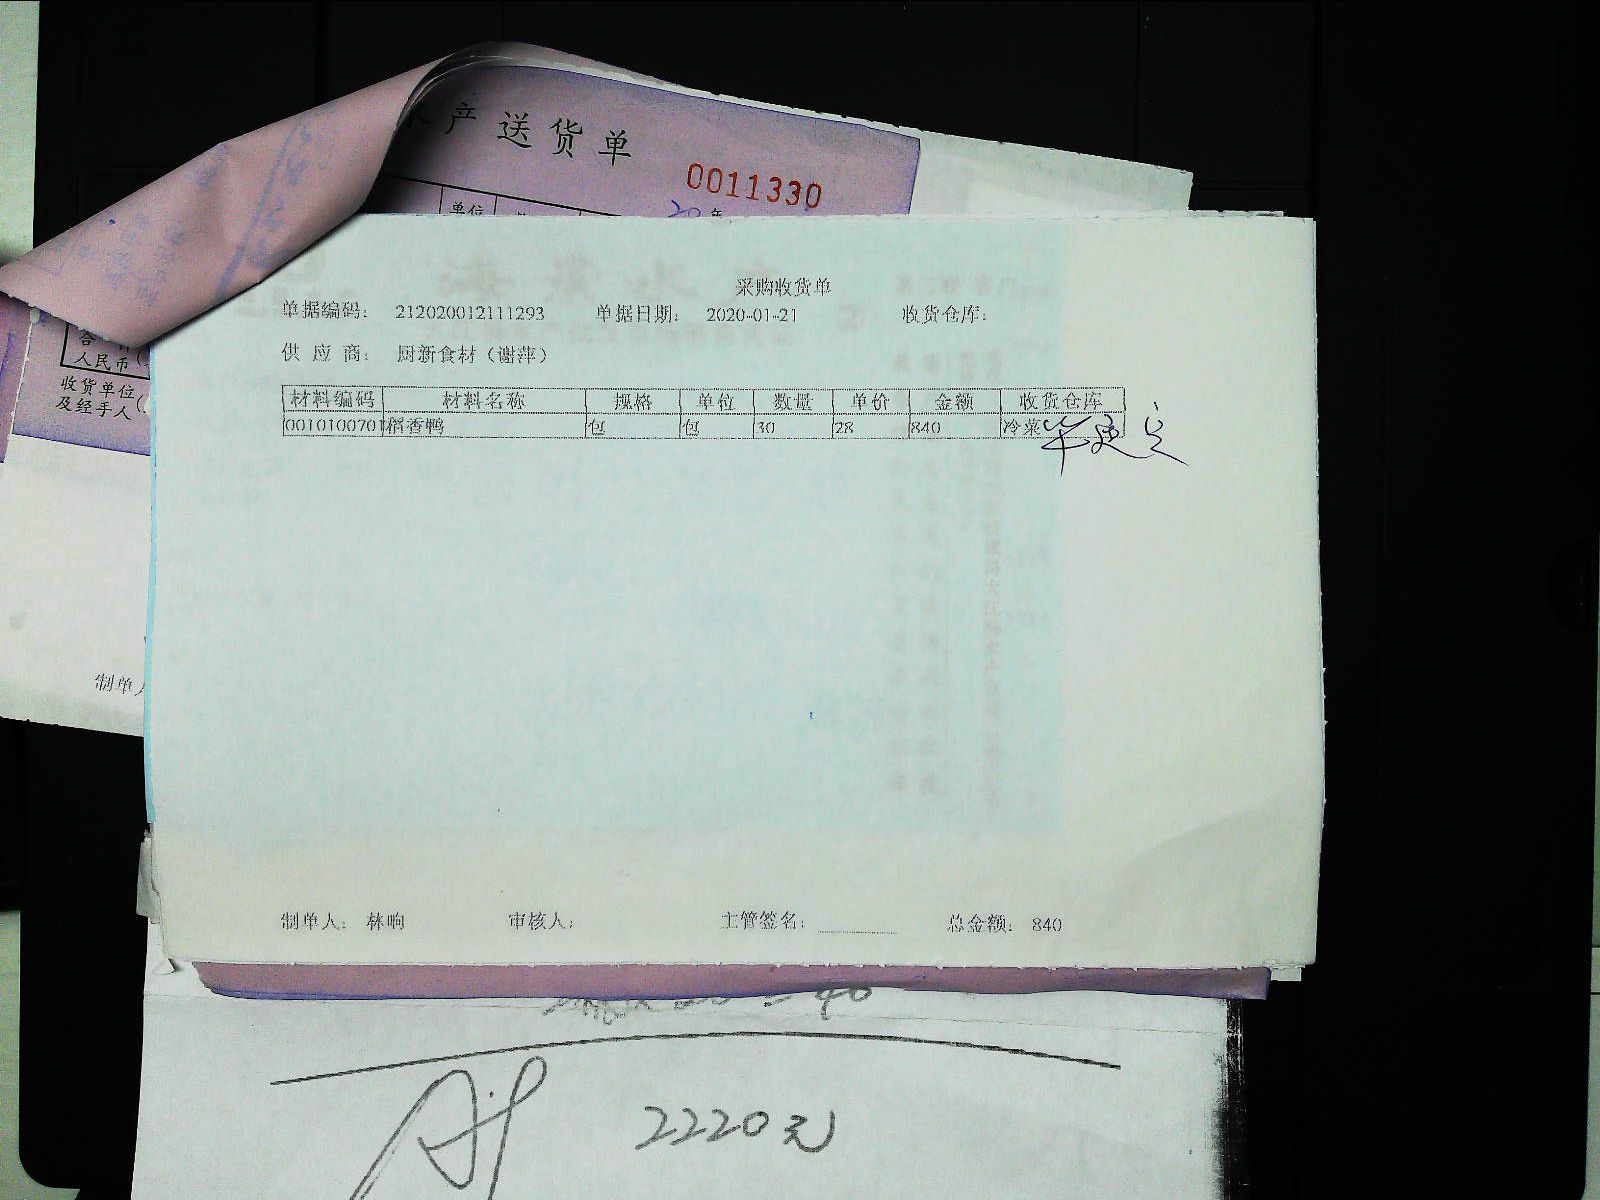 产送货单
0011330
单位
20年
采购收货单
单据编码： 212020012111293 单据日期： 2020-01-21 收货仓库：
供应商： 厨新食材（谢萍）
材料编码 材料名称 规格 单位 数量 单价 金额 收货仓库
0010100701 稻香鸭 包 包 30 28 840 冷菜
人民币
收货单位
及经手人
制单人
制单人： 林响 审核人： 主管签名： 总金额： 840
2220元